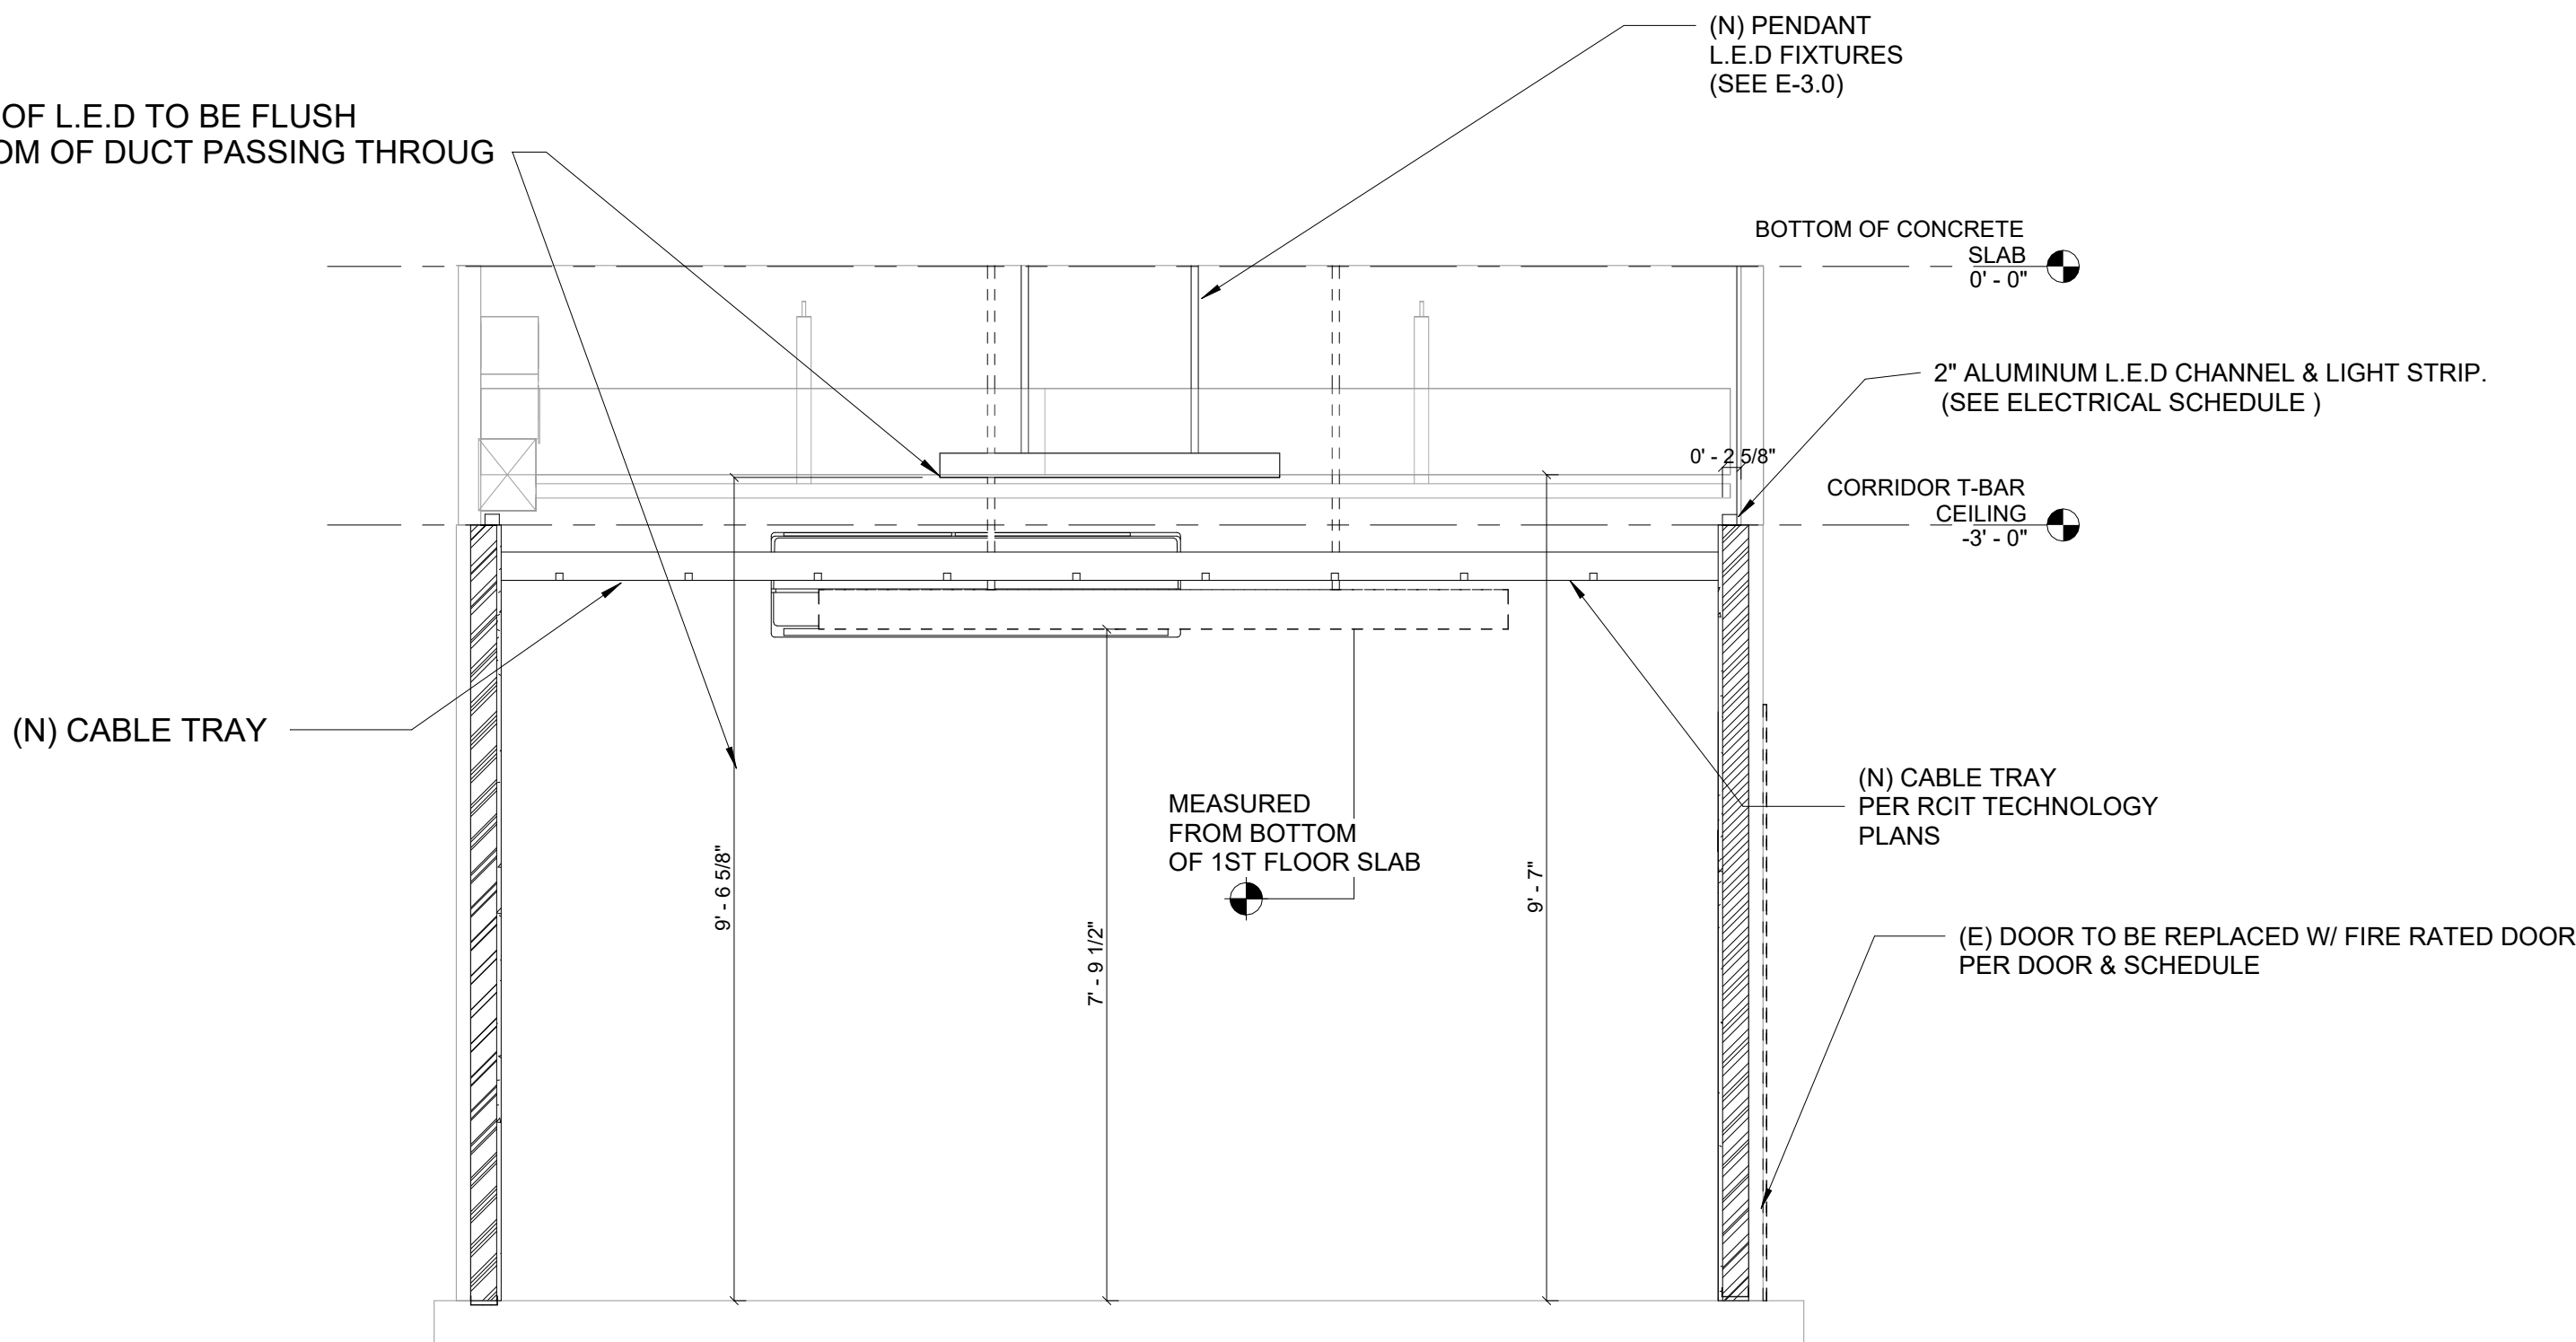 (N) PENDANT
L.E.D FIXTURES
(SEE E-3.0)
OF L.E.D TO BE FLUSH
OM OF DUCT PASSING THROUG
BOTTOM OF CONCRETE
SLAB
0' - 0"
2" ALUMINUM L.E.D CHANNEL & LIGHT STRIP.
(SEE ELECTRICAL SCHEDULE )
0' - 2 5/8"
CORRIDOR T-BAR
CEILING
-3' - 0"
(N) CABLE TRAY
(N) CABLE TRAY
PER RCIT TECHNOLOGY
PLANS
MEASURED
FROM BOTTOM
OF 1ST FLOOR SLAB
9' - 6 5/8"
7' - 9 1/2"
9' - 7"
(E) DOOR TO BE REPLACED W/ FIRE RATED DOOR
PER DOOR & SCHEDULE